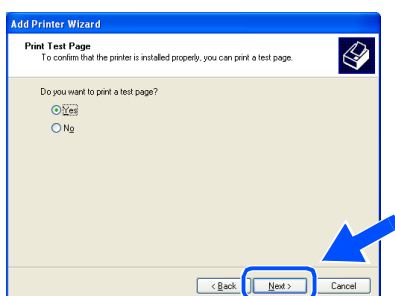 Add Printer Wizard
Print Test Page
To confirm that the printer is installed properly, you can print a test page.
Do you want to print a test page?
Yes
No
< Back Next > Cancel